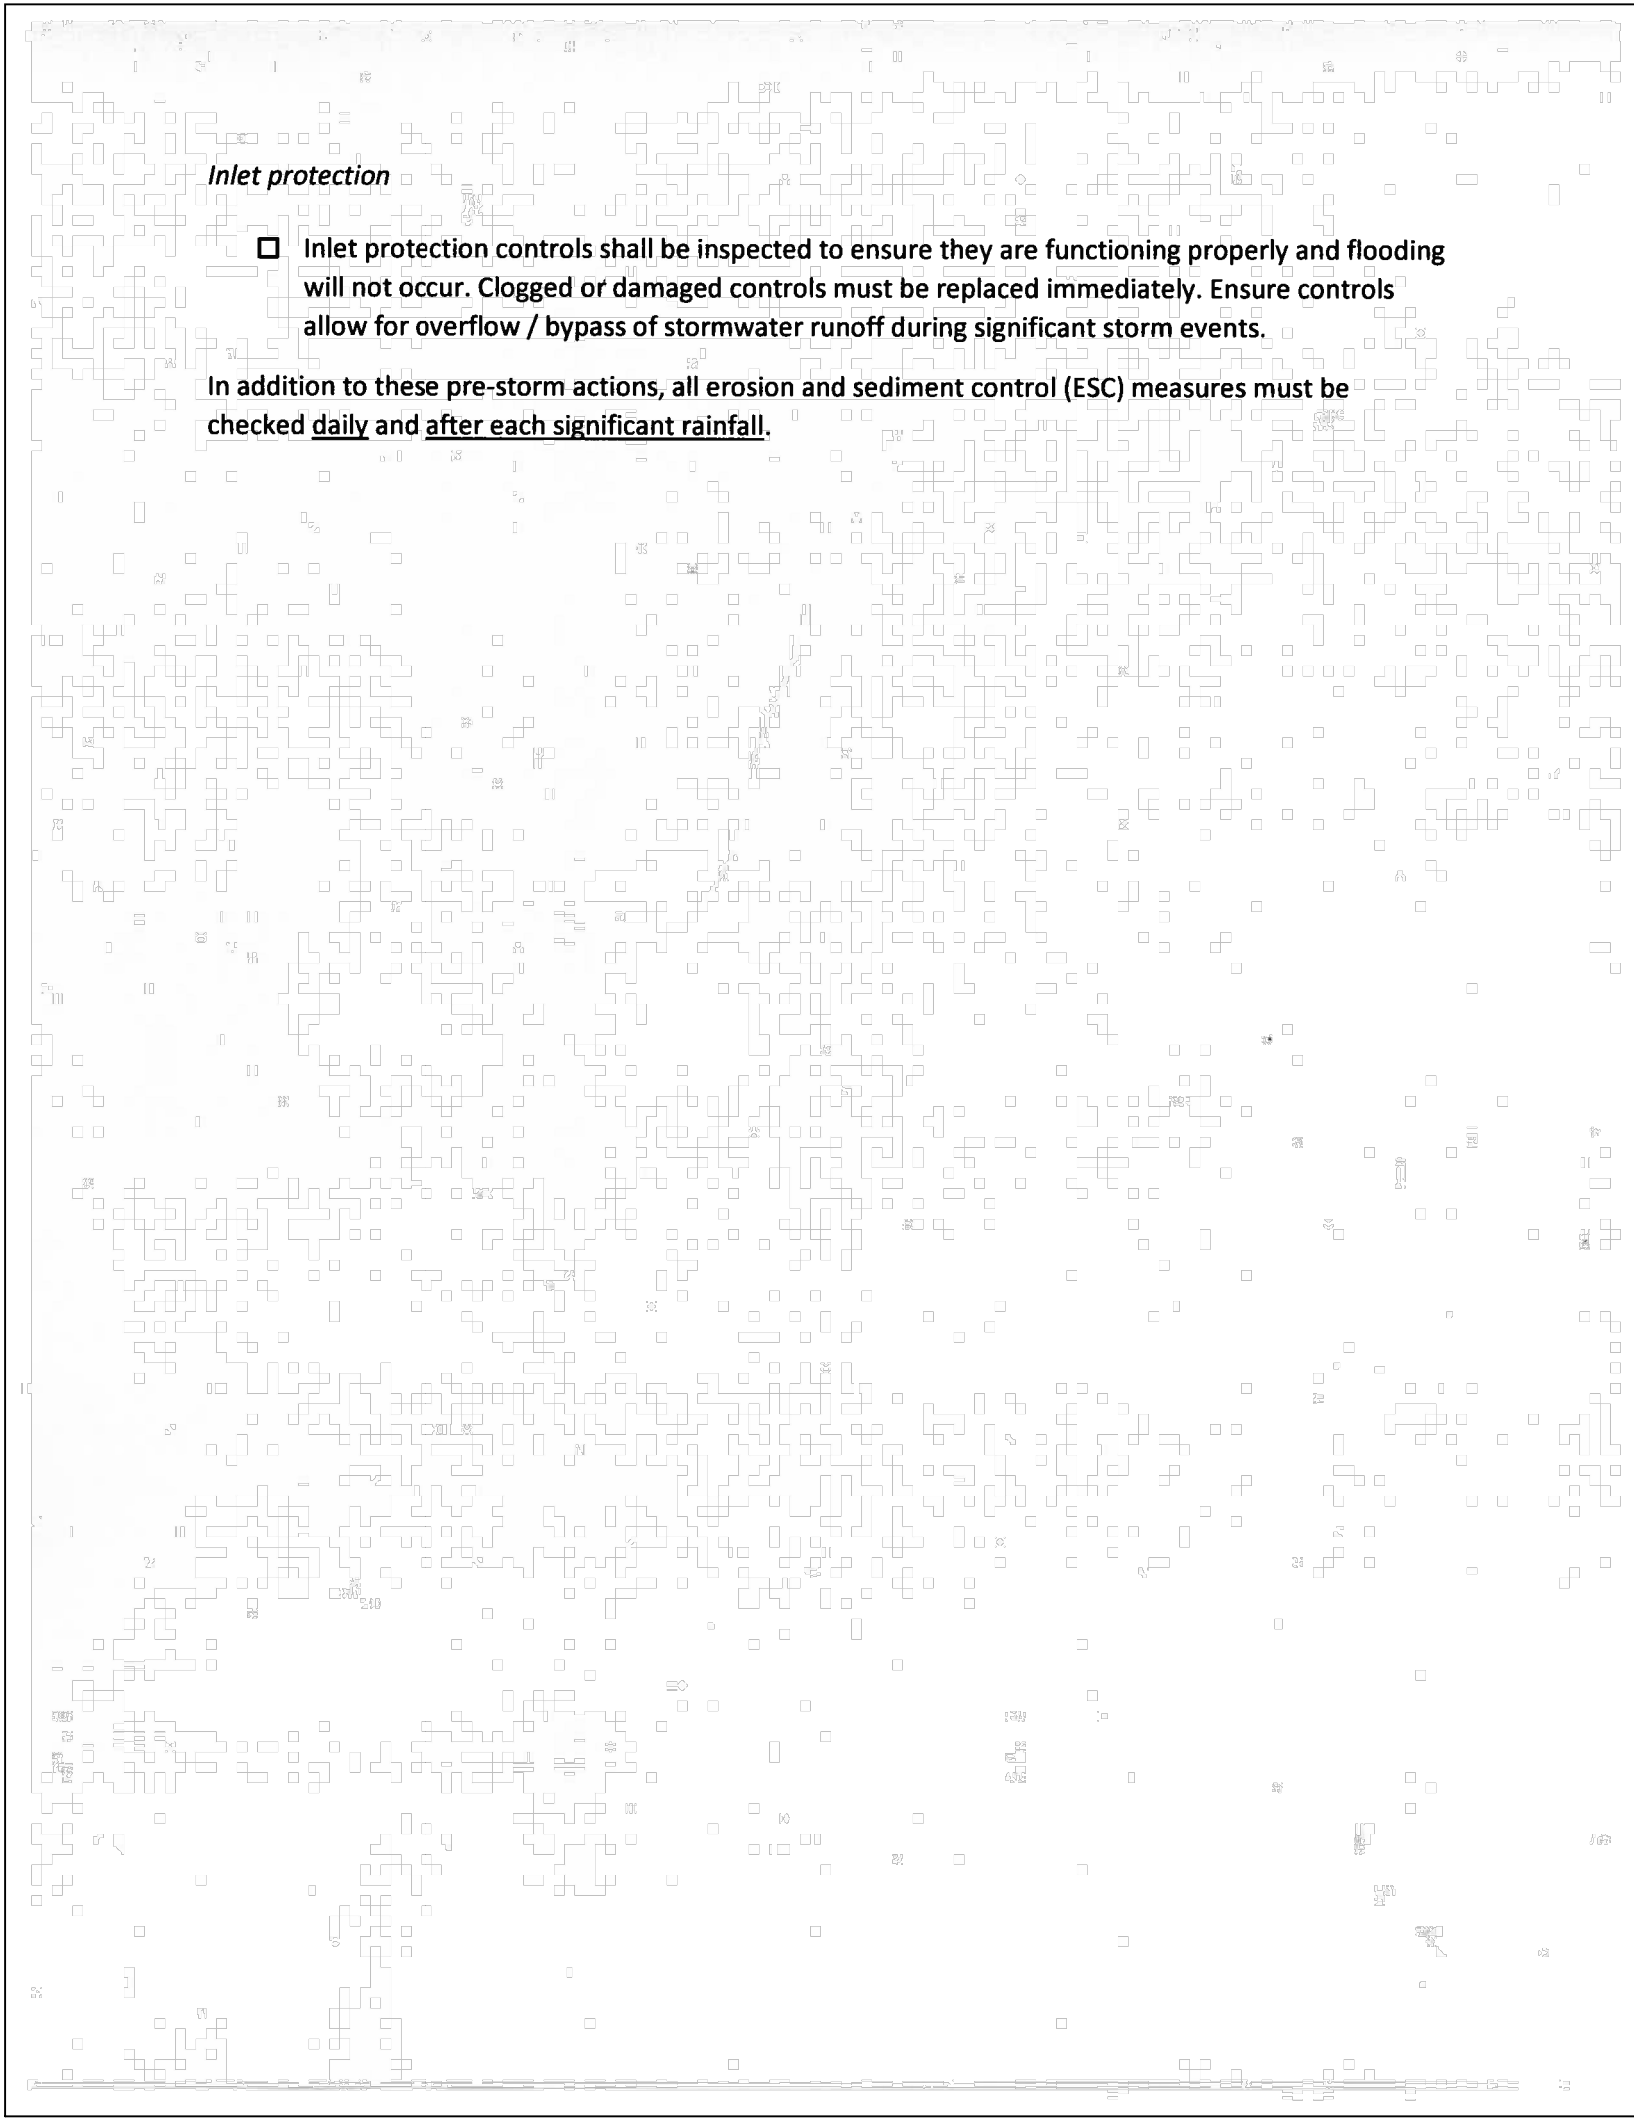 Inlet protection
☐ Inlet protection controls shall be inspected to ensure they are functioning properly and flooding
will not occur. Clogged or damaged controls must be replaced immediately. Ensure controls
allow for overflow / bypass of stormwater runoff during significant storm events.
In addition to these pre-storm actions, all erosion and sediment control (ESC) measures must be
checked daily and after each significant rainfall.